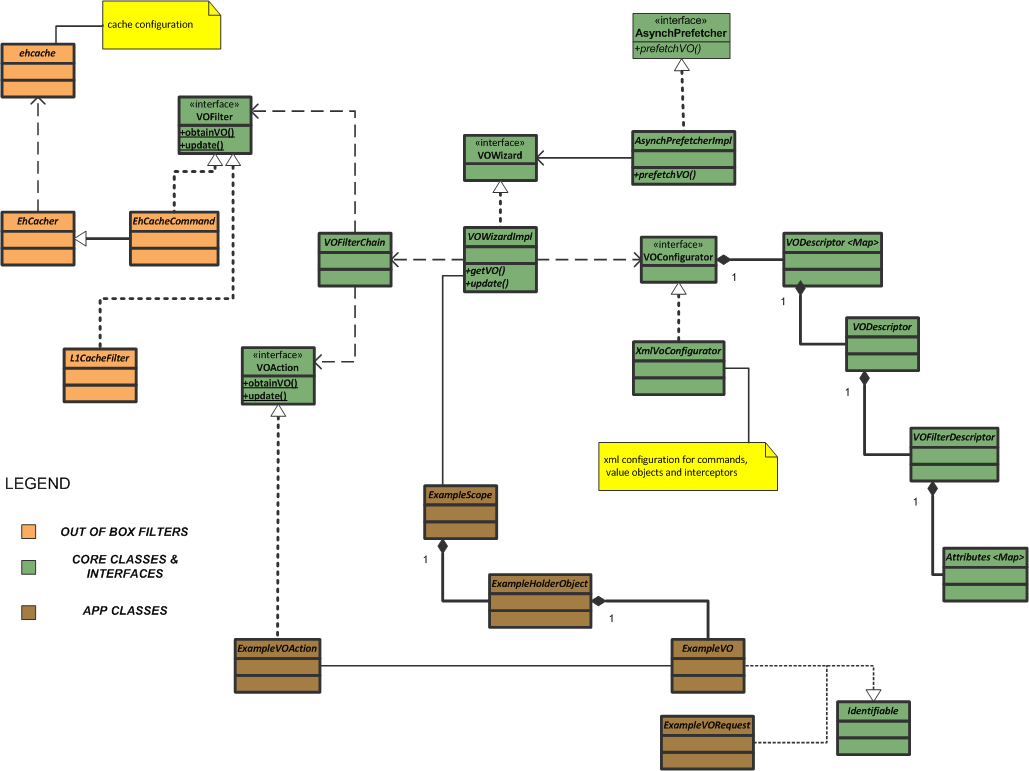 cache configuration
ehcache
«interface»
AsynchPrefetcher
+prefetchVO()
«interface»
VOFilter
+obtainVO()
+update()
«interface»
VOWizard
AsynchPrefetcherImpl
+prefetchVO()
EhCacher
EhCacheCommand
VOFilterChain
VOWizardImpl
+getVO()
+update()
«interface»
VOConfigurator
1
VODescriptor <Map>
1
VODescriptor
1
L1CacheFilter
«interface»
VOAction
+obtainVO()
+update()
XmlVoConfigurator
xml configuration for commands,
value objects and interceptors
VOFilterDescriptor
1
Attributes <Map>
LEGEND
OUT OF BOX FILTERS
CORE CLASSES &
INTERFACES
APP CLASSES
ExampleScope
1
ExampleHolderObject
1
ExampleVOAction
ExampleVO
Identifiable
ExampleVORequest